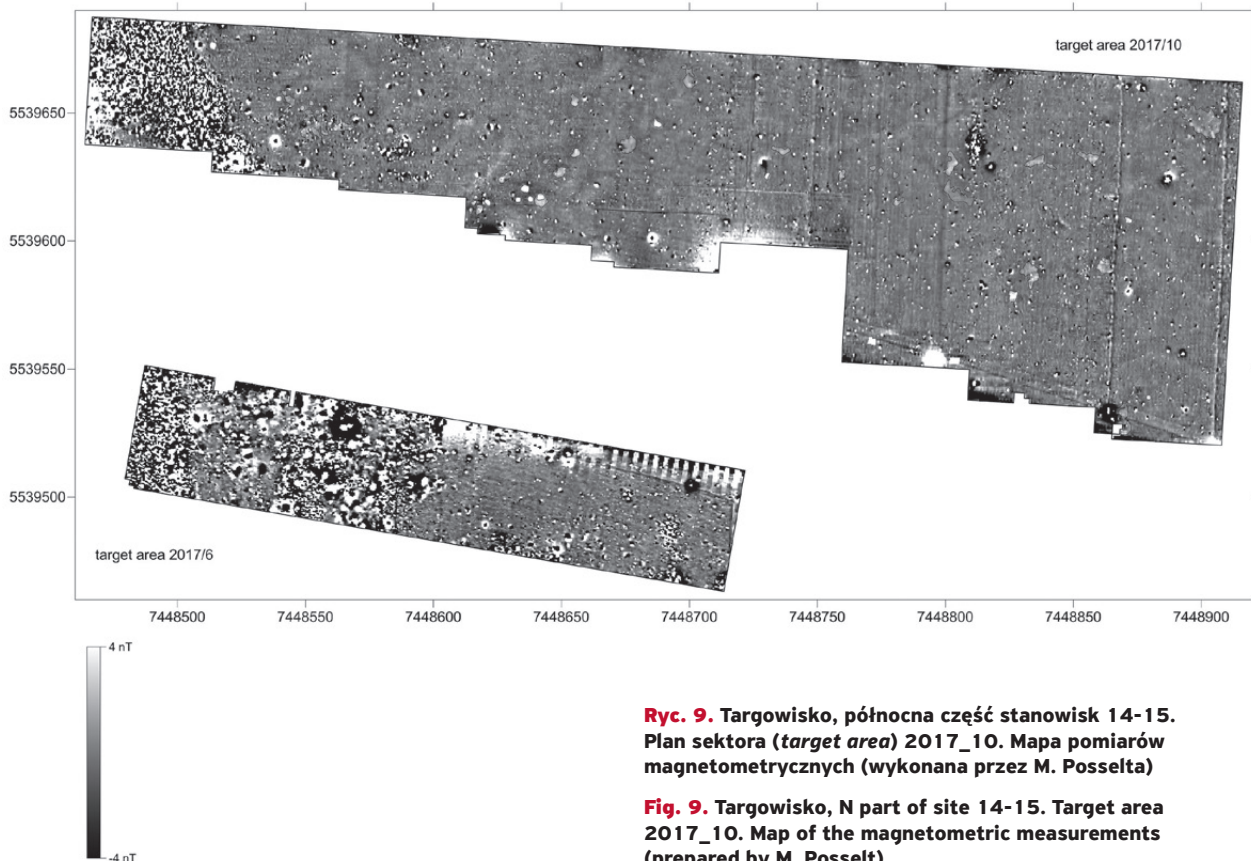 target area 2017/10
5539650
5539600
5539550
5539500
target area 2017/6
7448500 7448550 7448600 7448650 7448700 7448750 7448800 7448850 7448900
4 nT
-4 nT
Ryc. 9. Targowisko, północna część stanowisk 14-15.
Plan sektora (target area) 2017_10. Mapa pomiarów
magnetometrycznych (wykonana przez M. Posselta)
Fig. 9. Targowisko, N part of site 14-15. Target area
2017_10. Map of the magnetometric measurements
(prepared by M. Posselt)